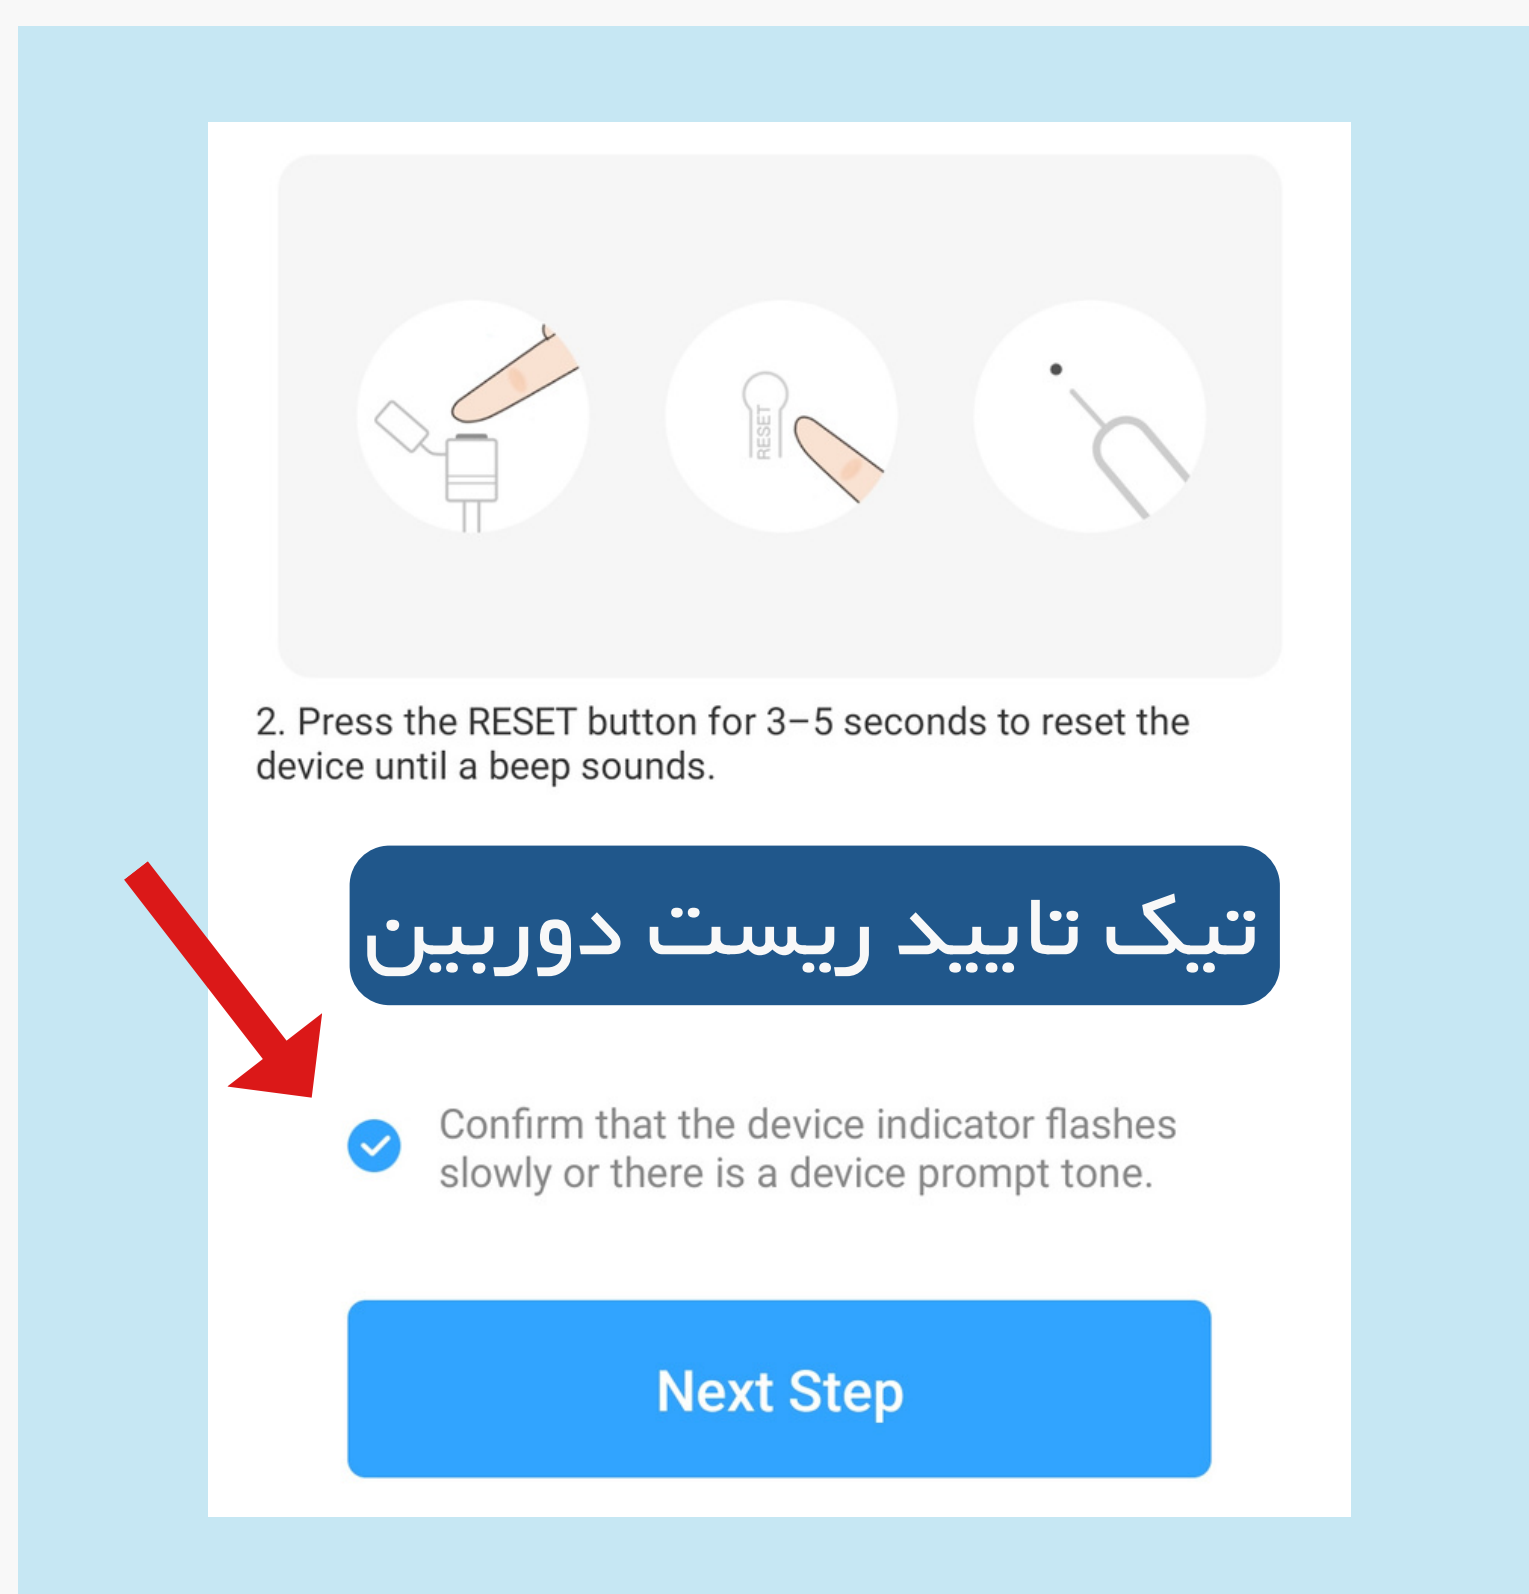 RESET
2. Press the RESET button for 3–5 seconds to reset the
device until a beep sounds.
تیک تایید ریست دوربین
Confirm that the device indicator flashes
slowly or there is a device prompt tone.
Next Step